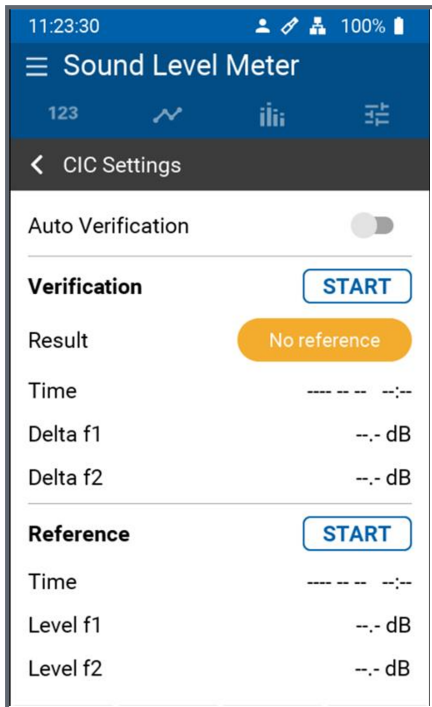 11:23:30 100%
Sound Level Meter
123
CIC Settings
Auto Verification
Verification START
Result No reference
Time ---- -- -- --:--
Delta f1 --.- dB
Delta f2 --.- dB
Reference START
Time ---- -- -- --:--
Level f1 --.- dB
Level f2 --.- dB